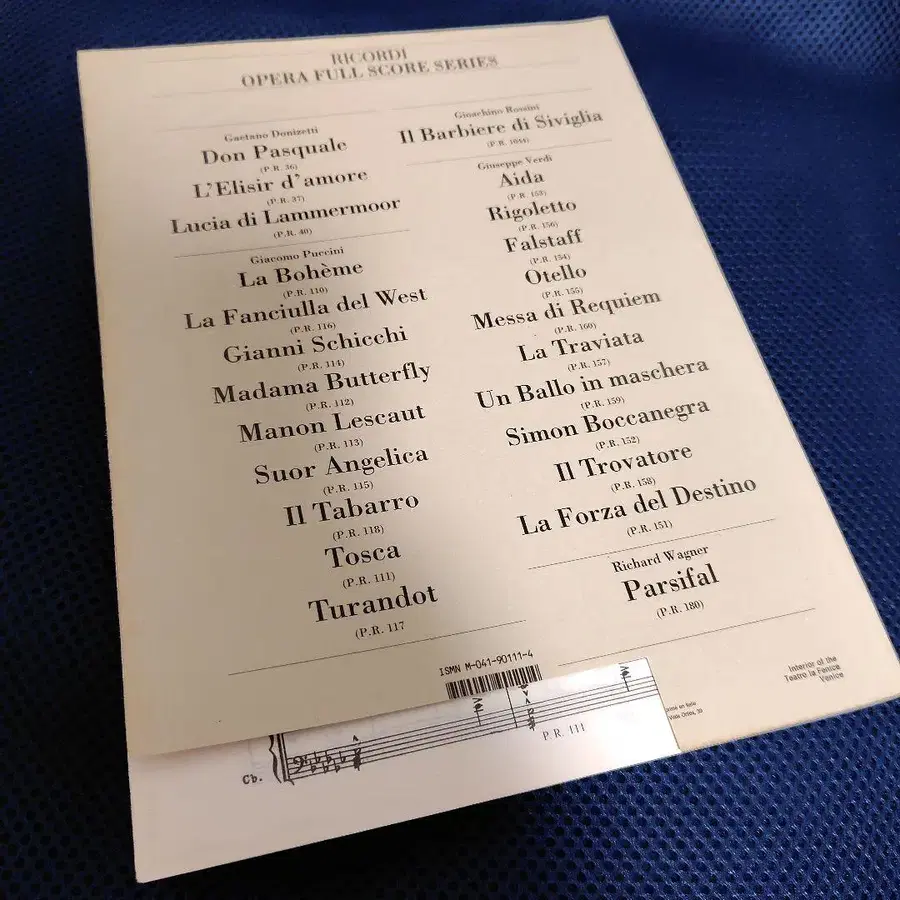 RICORDI
OPERA FULL SCORE SERIES
Gaetano Donizetti
Don Pasquale
(P.R. 36)
L'Elisir d'amore
(P.R. 37)
Lucia di Lammermoor
(P.R. 40)
Giacomo Puccini
La Bohème
(P.R. 110)
La Fanciulla del West
(P.R. 116)
Gianni Schicchi
(P.R. 114)
Madama Butterfly
(P.R. 112)
Manon Lescaut
(P.R. 113)
Suor Angelica
(P.R. 115)
Il Tabarro
(P.R. 118)
Tosca
(P.R. 111)
Turandot
(P.R. 117
Gioachino Rossini
Il Barbiere di Siviglia
(P.R. 1044)
Giuseppe Verdi
Aida
(P.R. 153)
Rigoletto
(P.R. 156)
Falstaff
(P.R. 154)
Otello
(P.R. 155)
Messa di Requiem
(P.R. 160)
La Traviata
(P.R. 157)
Un Ballo in maschera
(P.R. 159)
Simon Boccanegra
(P.R. 152)
Il Trovatore
(P.R. 158)
La Forza del Destino
(P.R. 151)
Richard Wagner
Parsifal
(P.R. 180)
ISMN M-041-90111-4
Interior of the
Teatro la Fenice
Venice
Cb.
P.R. 111